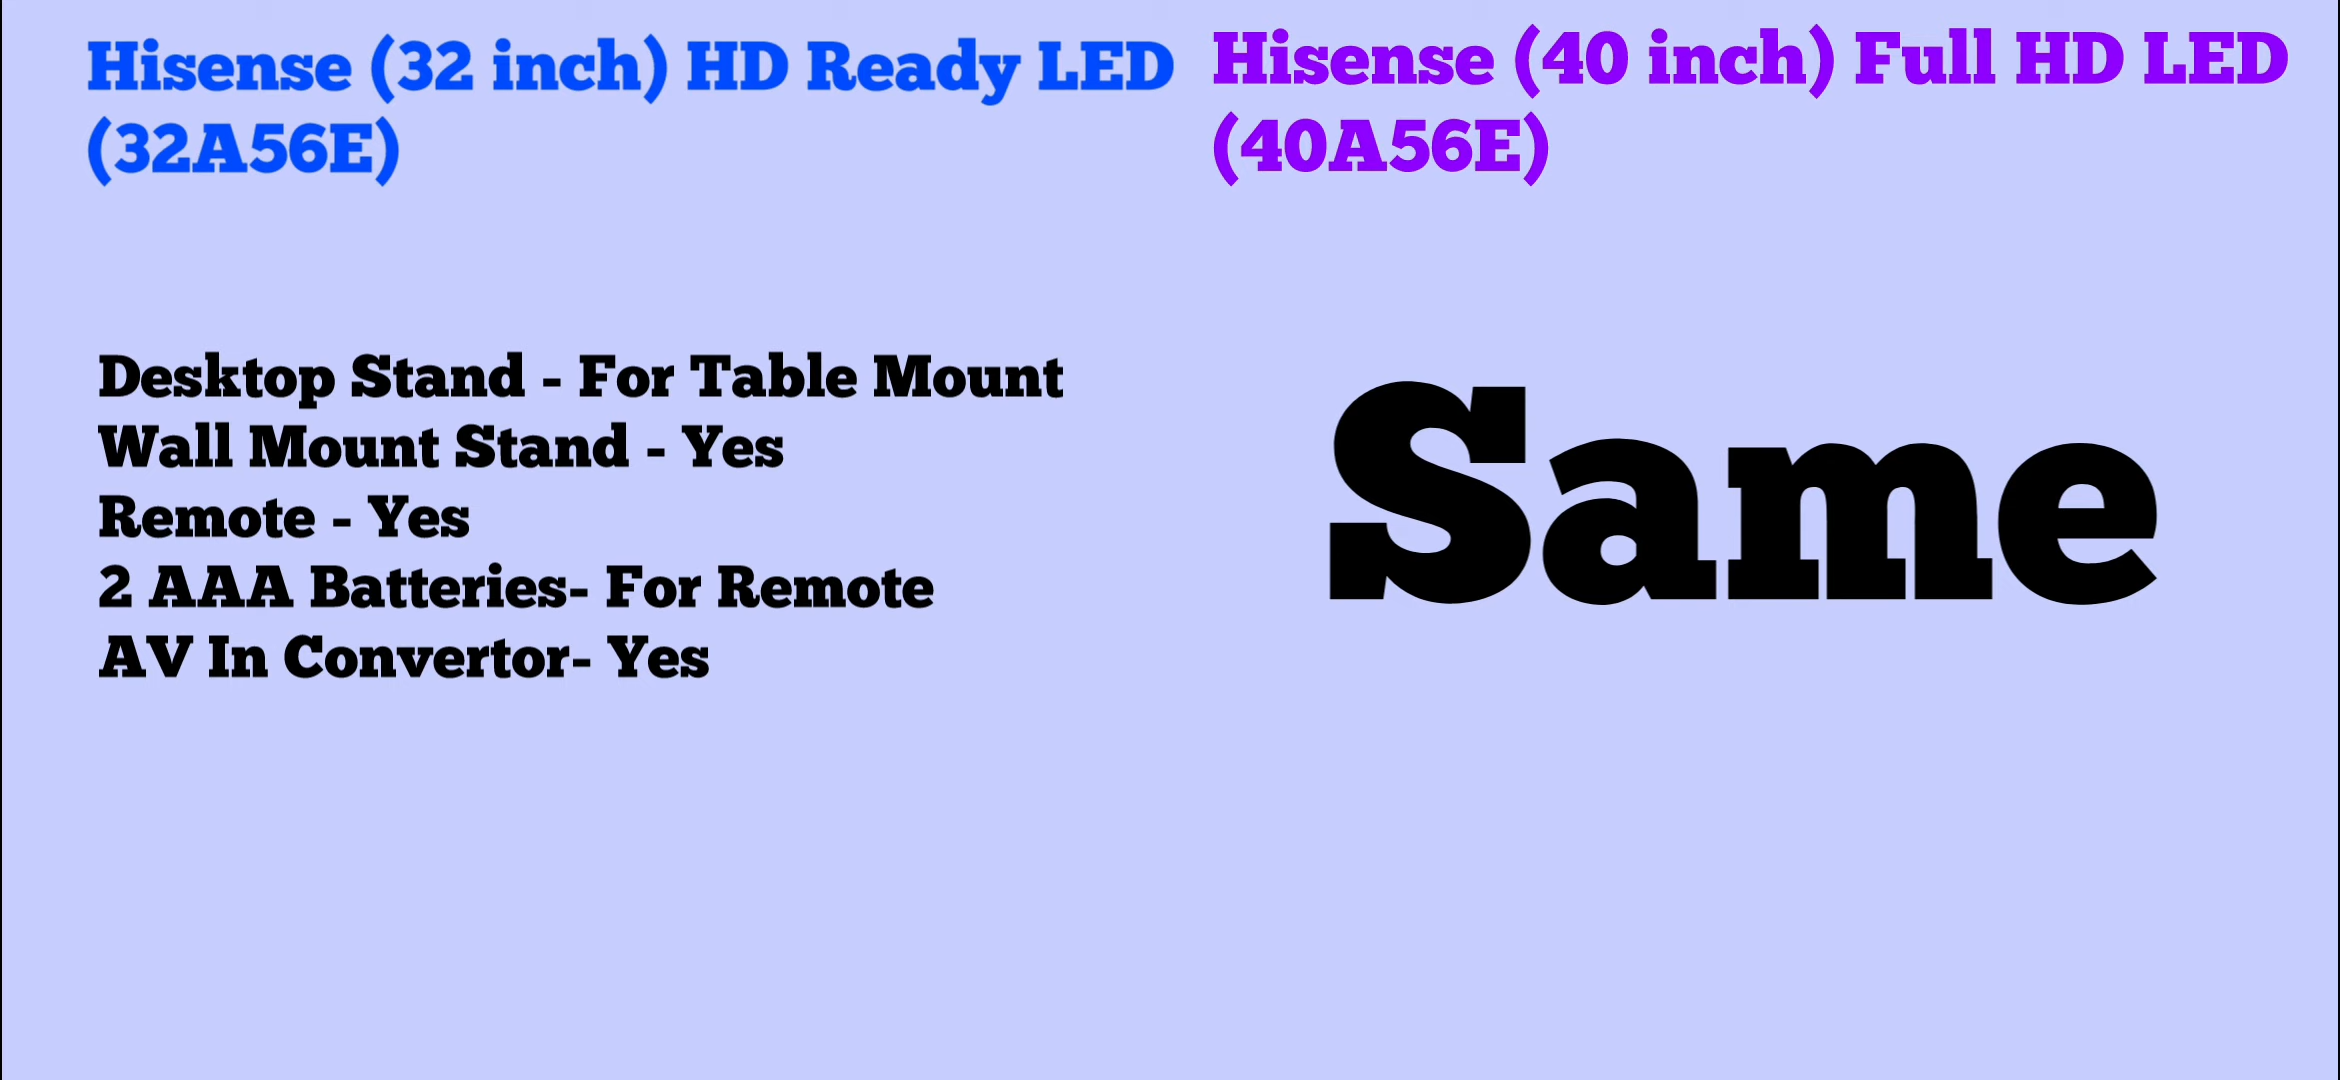 Hisense (32 inch) HD Ready LED
(32A56E)
Hisense (40 inch) Full HD LED
(40A56E)
Desktop Stand - For Table Mount
Wall Mount Stand - Yes
Remote - Yes
2 AAA Batteries- For Remote
AV In Convertor- Yes
Same